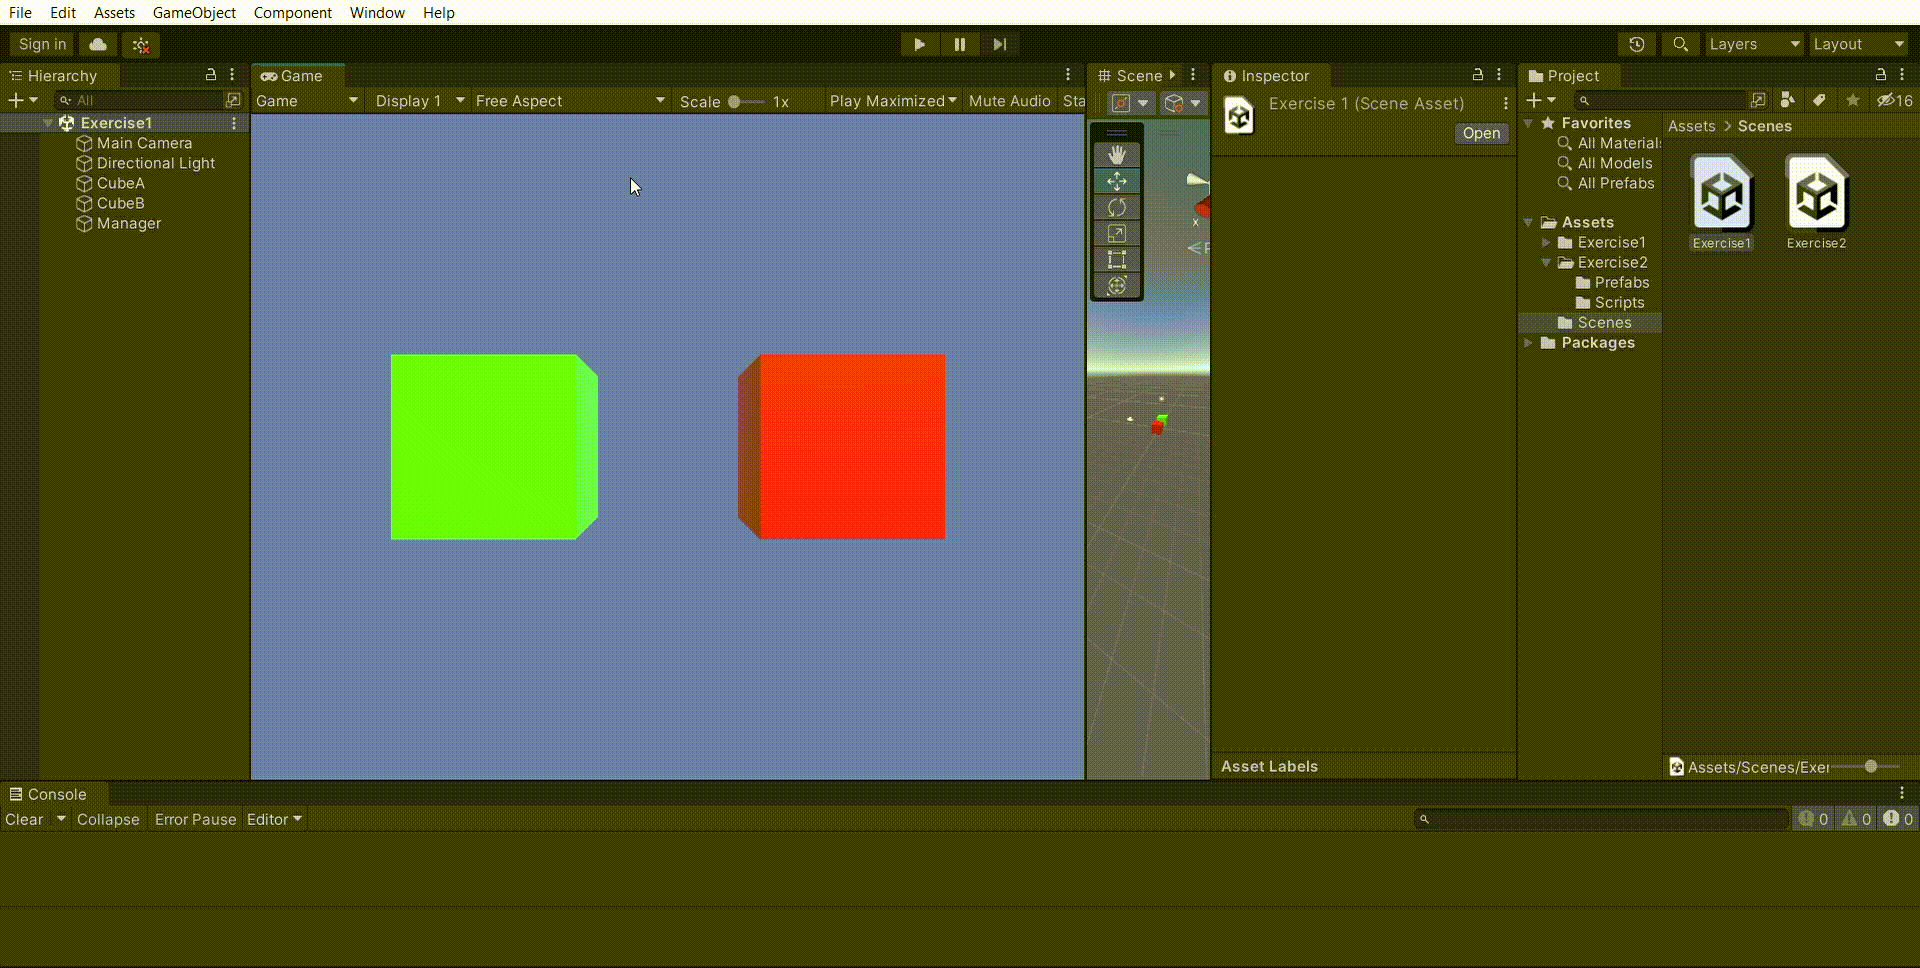 File Edit Assets GameObject Component Window Help
Sign in Layers Layout
Hierarchy
All
Exercise1
Main Camera
Directional Light
CubeA
CubeB
Manager
Game
Game Display 1 Free Aspect Scale 1x Play Maximized Mute Audio Sta
Scene
x
Inspector
Exercise 1 (Scene Asset)
Open
Asset Labels
Project
16
Favorites
All Material
All Models
All Prefabs
Assets
Exercise1
Exercise2
Prefabs
Scripts
Scenes
Packages
Assets > Scenes
Exercise1 Exercise2
Assets/Scenes/Exer
Console
Clear Collapse Error Pause Editor 0 0 0